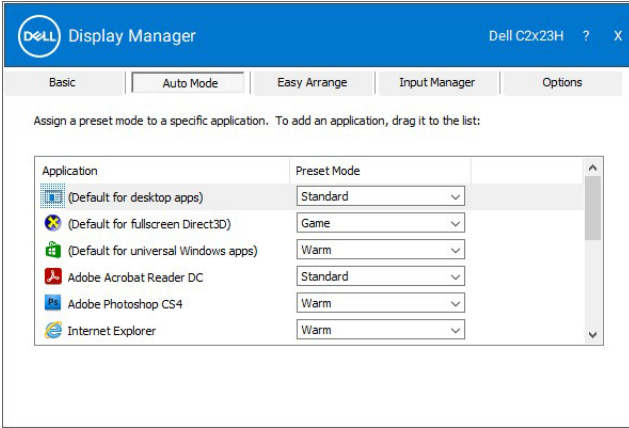 DELL Display Manager Dell C2x23H ? X
Basic Auto Mode Easy Arrange Input Manager Options
Assign a preset mode to a specific application. To add an application, drag it to the list:
Application Preset Mode
(Default for desktop apps) Standard
(Default for fullscreen Direct3D) Game
(Default for universal Windows apps) Warm
Adobe Acrobat Reader DC Standard
Ps Adobe Photoshop CS4 Warm
Internet Explorer Warm